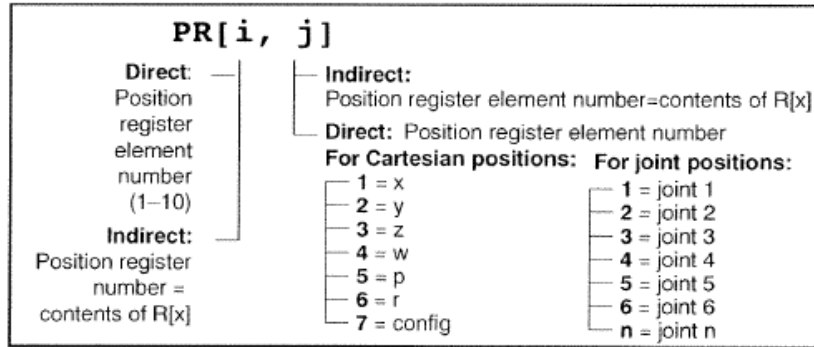 PR[i, j]
Direct:
Position
register
element
number
(1–10)
Indirect:
Position register
number =
contents of R[x]
Indirect:
Position register element number=contents of R[x]
Direct: Position register element number
For Cartesian positions:
1 = x
2 = y
3 = z
4 = w
5 = p
6 = r
7 = config
For joint positions:
1 = joint 1
2 = joint 2
3 = joint 3
4 = joint 4
5 = joint 5
6 = joint 6
n = joint n